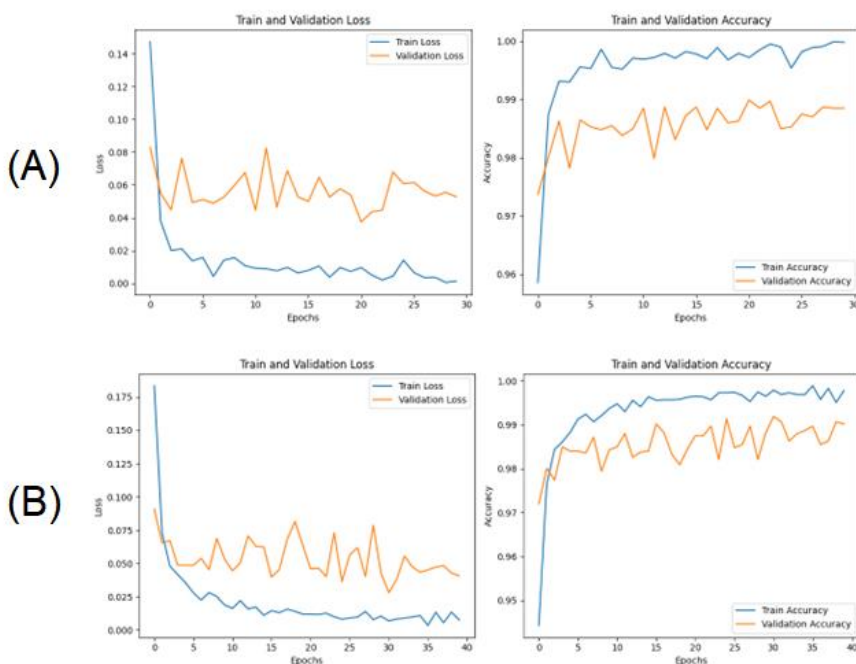 (A)
Train and Validation Loss
Train Loss
Validation Loss
0.14
0.12
0.10
0.08
0.06
0.04
0.02
0.00
Loss
0
5
10
15
20
25
30
Epochs
Train and Validation Accuracy
1.00
0.99
0.98
0.97
0.96
Accuracy
Train Accuracy
Validation Accuracy
0
5
10
15
20
25
30
Epochs
(B)
Train and Validation Loss
Train Loss
Validation Loss
0.175
0.150
0.125
0.100
0.075
0.050
0.025
0.000
Loss
0
5
10
15
20
25
30
35
40
Epochs
Train and Validation Accuracy
1.00
0.99
0.98
0.97
0.96
0.95
Accuracy
Train Accuracy
Validation Accuracy
0
5
10
15
20
25
30
35
40
Epochs